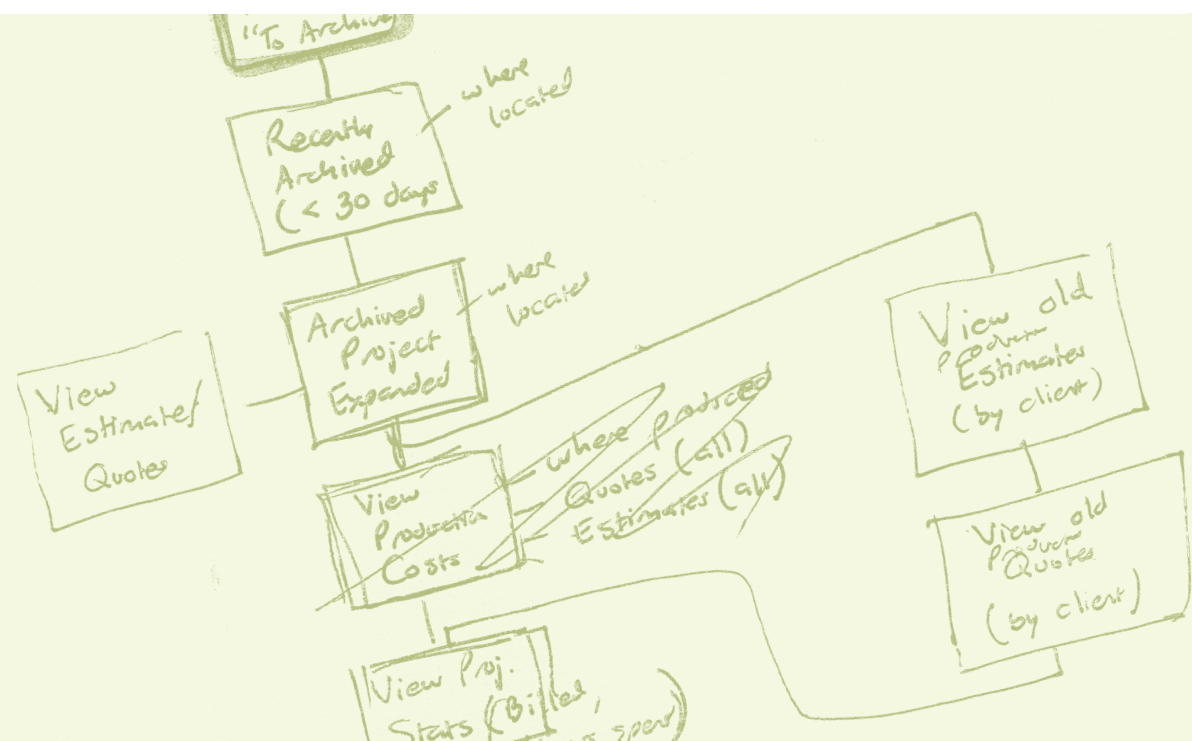 "To Archive
where
located
Recently
Archived
(< 30 days
where
located
Archived
Project
Expanded
View
Estimates/
Quotes
View old
Estimates
(by client)
where produced
Quotes (all)
Estimates (all)
View
Production
Costs
View old
Quotes
(by client)
View Proj.
Stats (Billed,
spent)